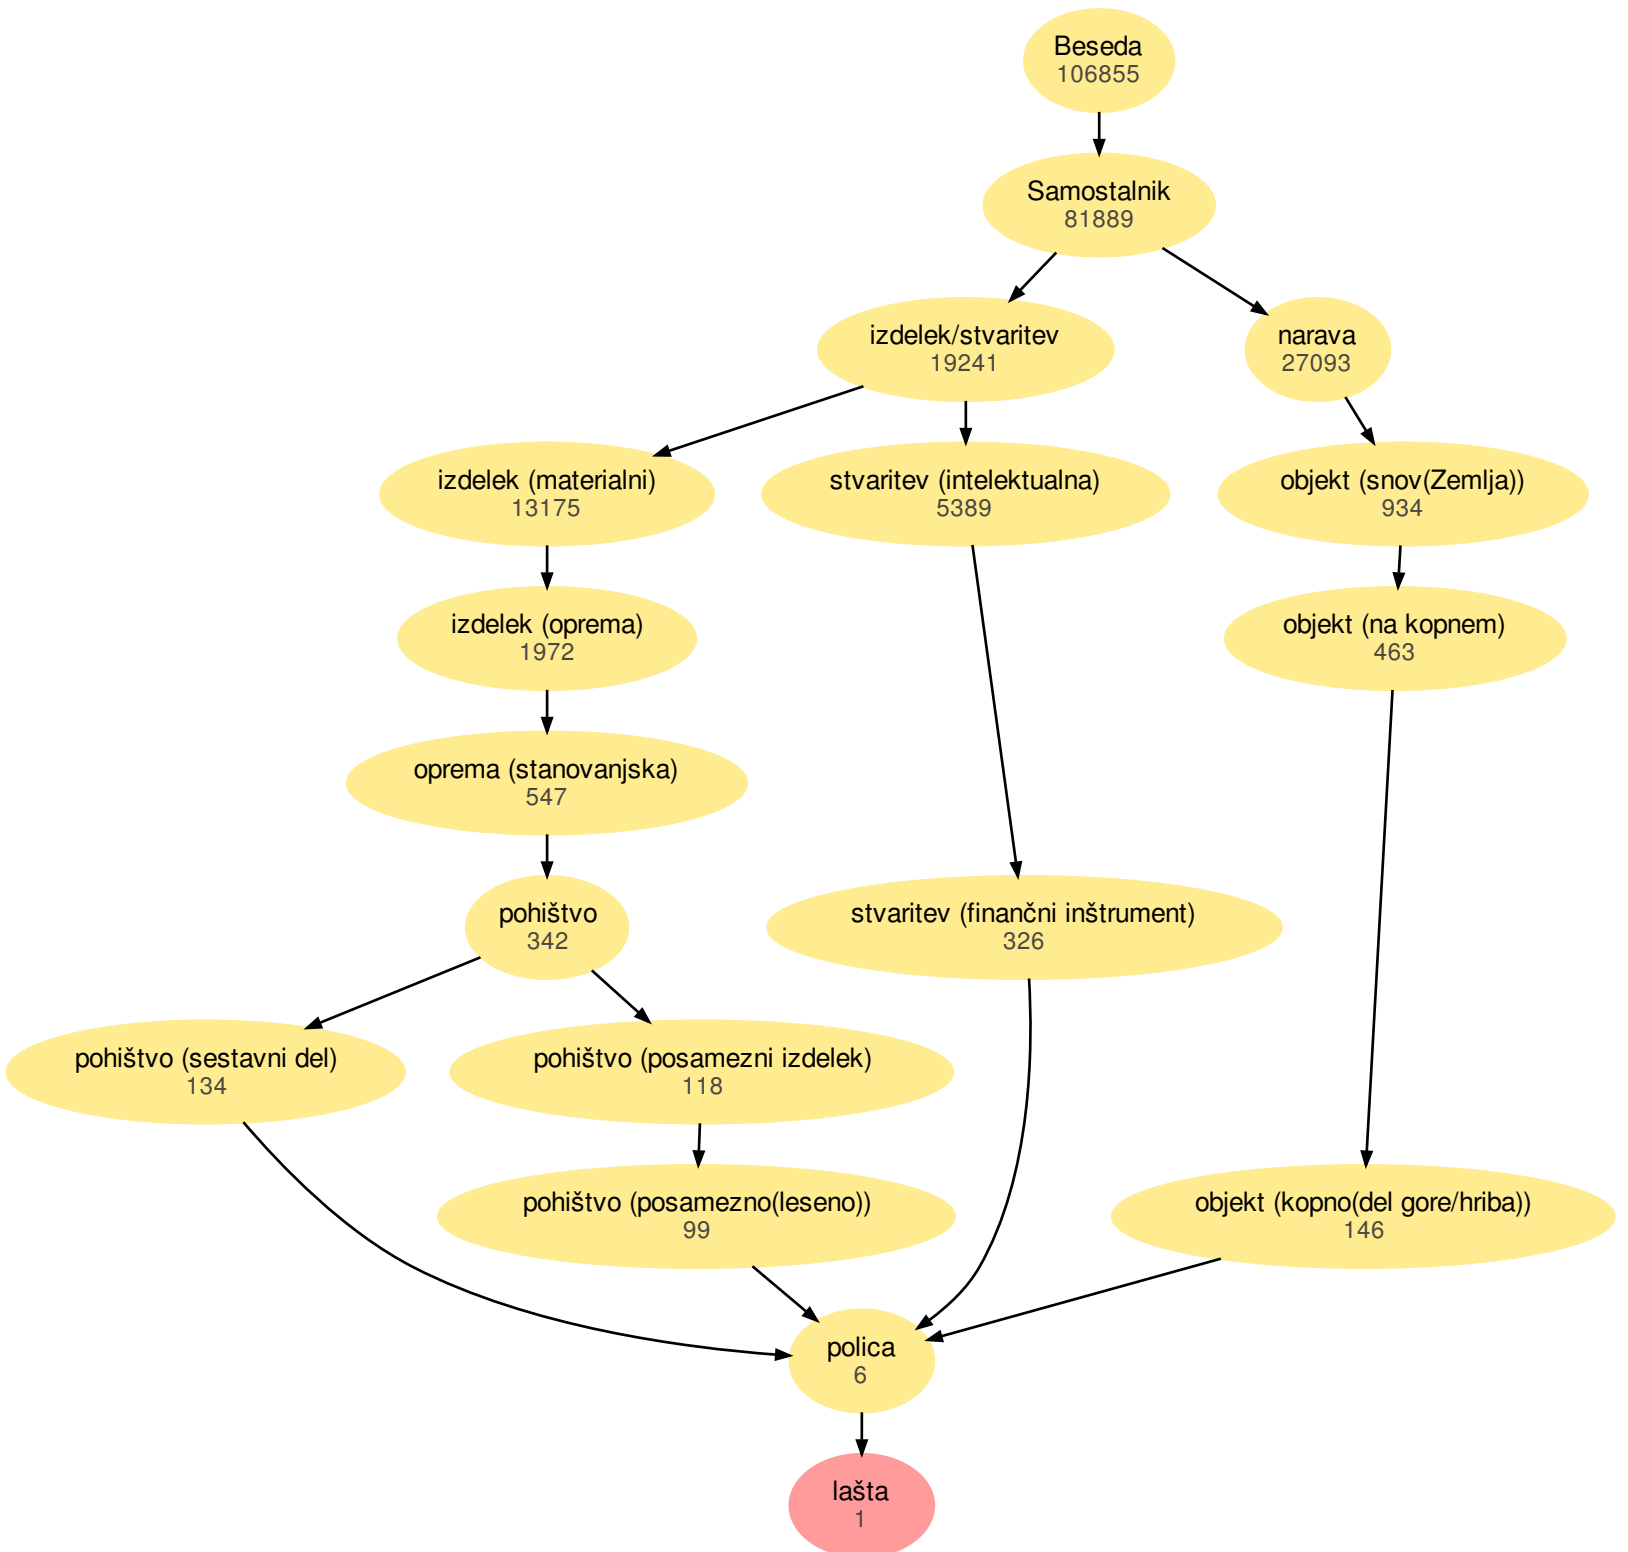 Beseda
106855
Samostalnik
81889
izdelek/stvaritev
19241
narava
27093
izdelek (materialni)
13175
stvaritev (intelektualna)
5389
objekt (snov(Zemlja))
934
izdelek (oprema)
1972
objekt (na kopnem)
463
oprema (stanovanjska)
547
pohištvo
342
stvaritev (finančni inštrument)
326
pohištvo (sestavni del)
134
pohištvo (posamezni izdelek)
118
pohištvo (posamezno(leseno))
99
objekt (kopno(del gore/hriba))
146
polica
6
lašta
1